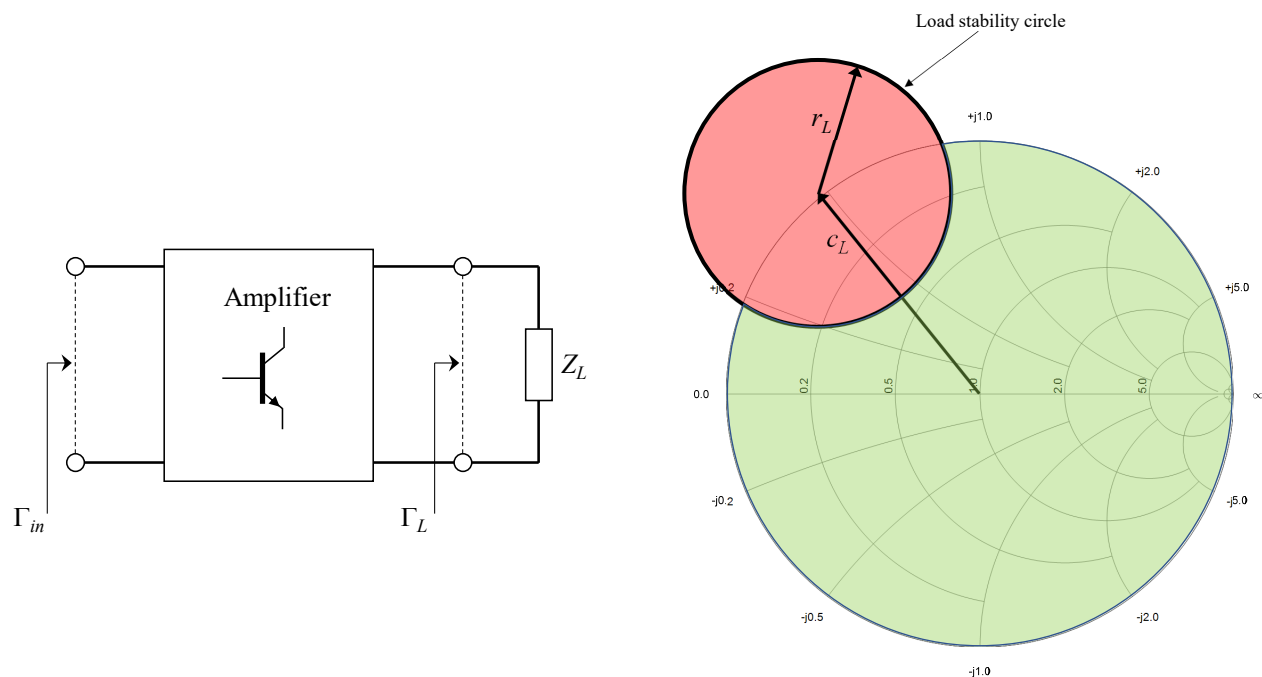 Load stability circle
r_L
+j1.0
+j2.0
c_L
+j0.2
+j5.0
Amplifier
Z_L
0.0
0.2
0.5
1.0
2.0
5.0
∝
-j0.2
-j5.0
Γ_in
Γ_L
-j0.5
-j2.0
-j1.0